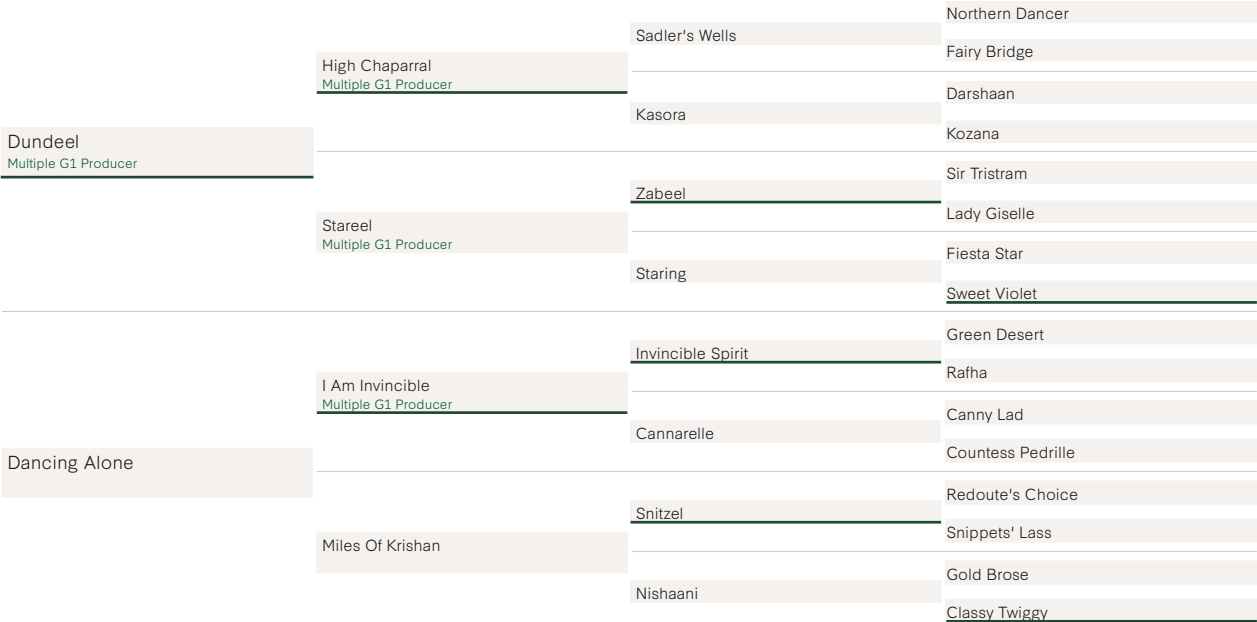 Dundeel
Multiple G1 Producer
Dancing Alone
High Chaparral
Multiple G1 Producer
Stareel
Multiple G1 Producer
I Am Invincible
Multiple G1 Producer
Miles Of Krishan
Sadler's Wells
Kasora
Zabeel
Staring
Invincible Spirit
Cannarelle
Snitzel
Nishaani
Northern Dancer
Fairy Bridge
Darshaan
Kozana
Sir Tristram
Lady Giselle
Fiesta Star
Sweet Violet
Green Desert
Rafha
Canny Lad
Countess Pedrille
Redoute's Choice
Snippets' Lass
Gold Brose
Classy Twiggy